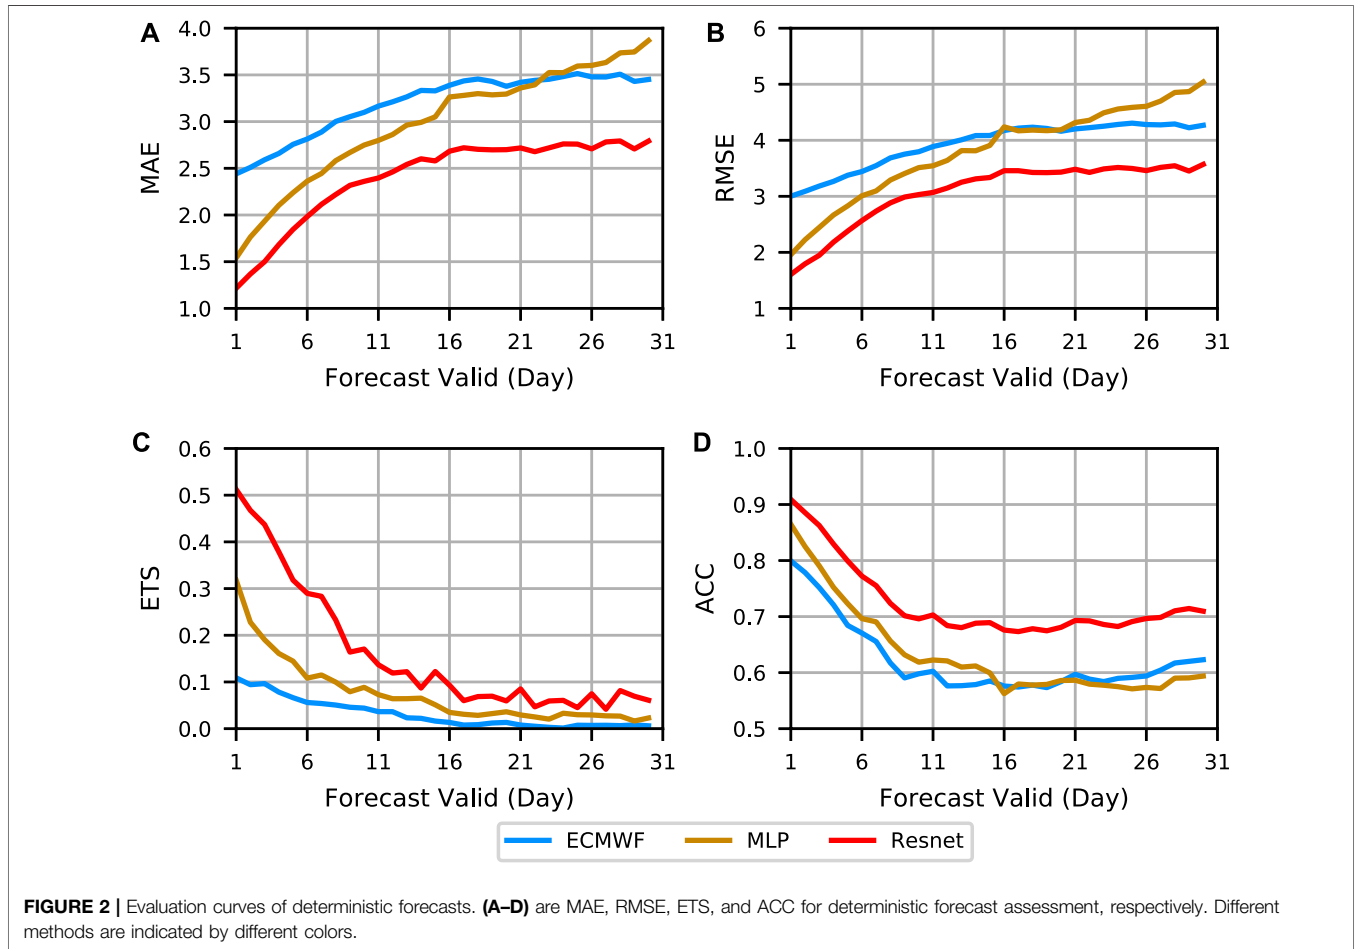 A
4.0
3.5
3.0
2.5
2.0
1.5
1.0
MAE
1 6 11 16 21 26 31
Forecast Valid (Day)
B
6
5
4
3
2
1
RMSE
1 6 11 16 21 26 31
Forecast Valid (Day)
C
0.6
0.5
0.4
0.3
0.2
0.1
0.0
ETS
1 6 11 16 21 26 31
Forecast Valid (Day)
D
1.0
0.9
0.8
0.7
0.6
0.5
ACC
1 6 11 16 21 26 31
Forecast Valid (Day)
ECMWF MLP Resnet
FIGURE 2 | Evaluation curves of deterministic forecasts. (A–D) are MAE, RMSE, ETS, and ACC for deterministic forecast assessment, respectively. Different
methods are indicated by different colors.